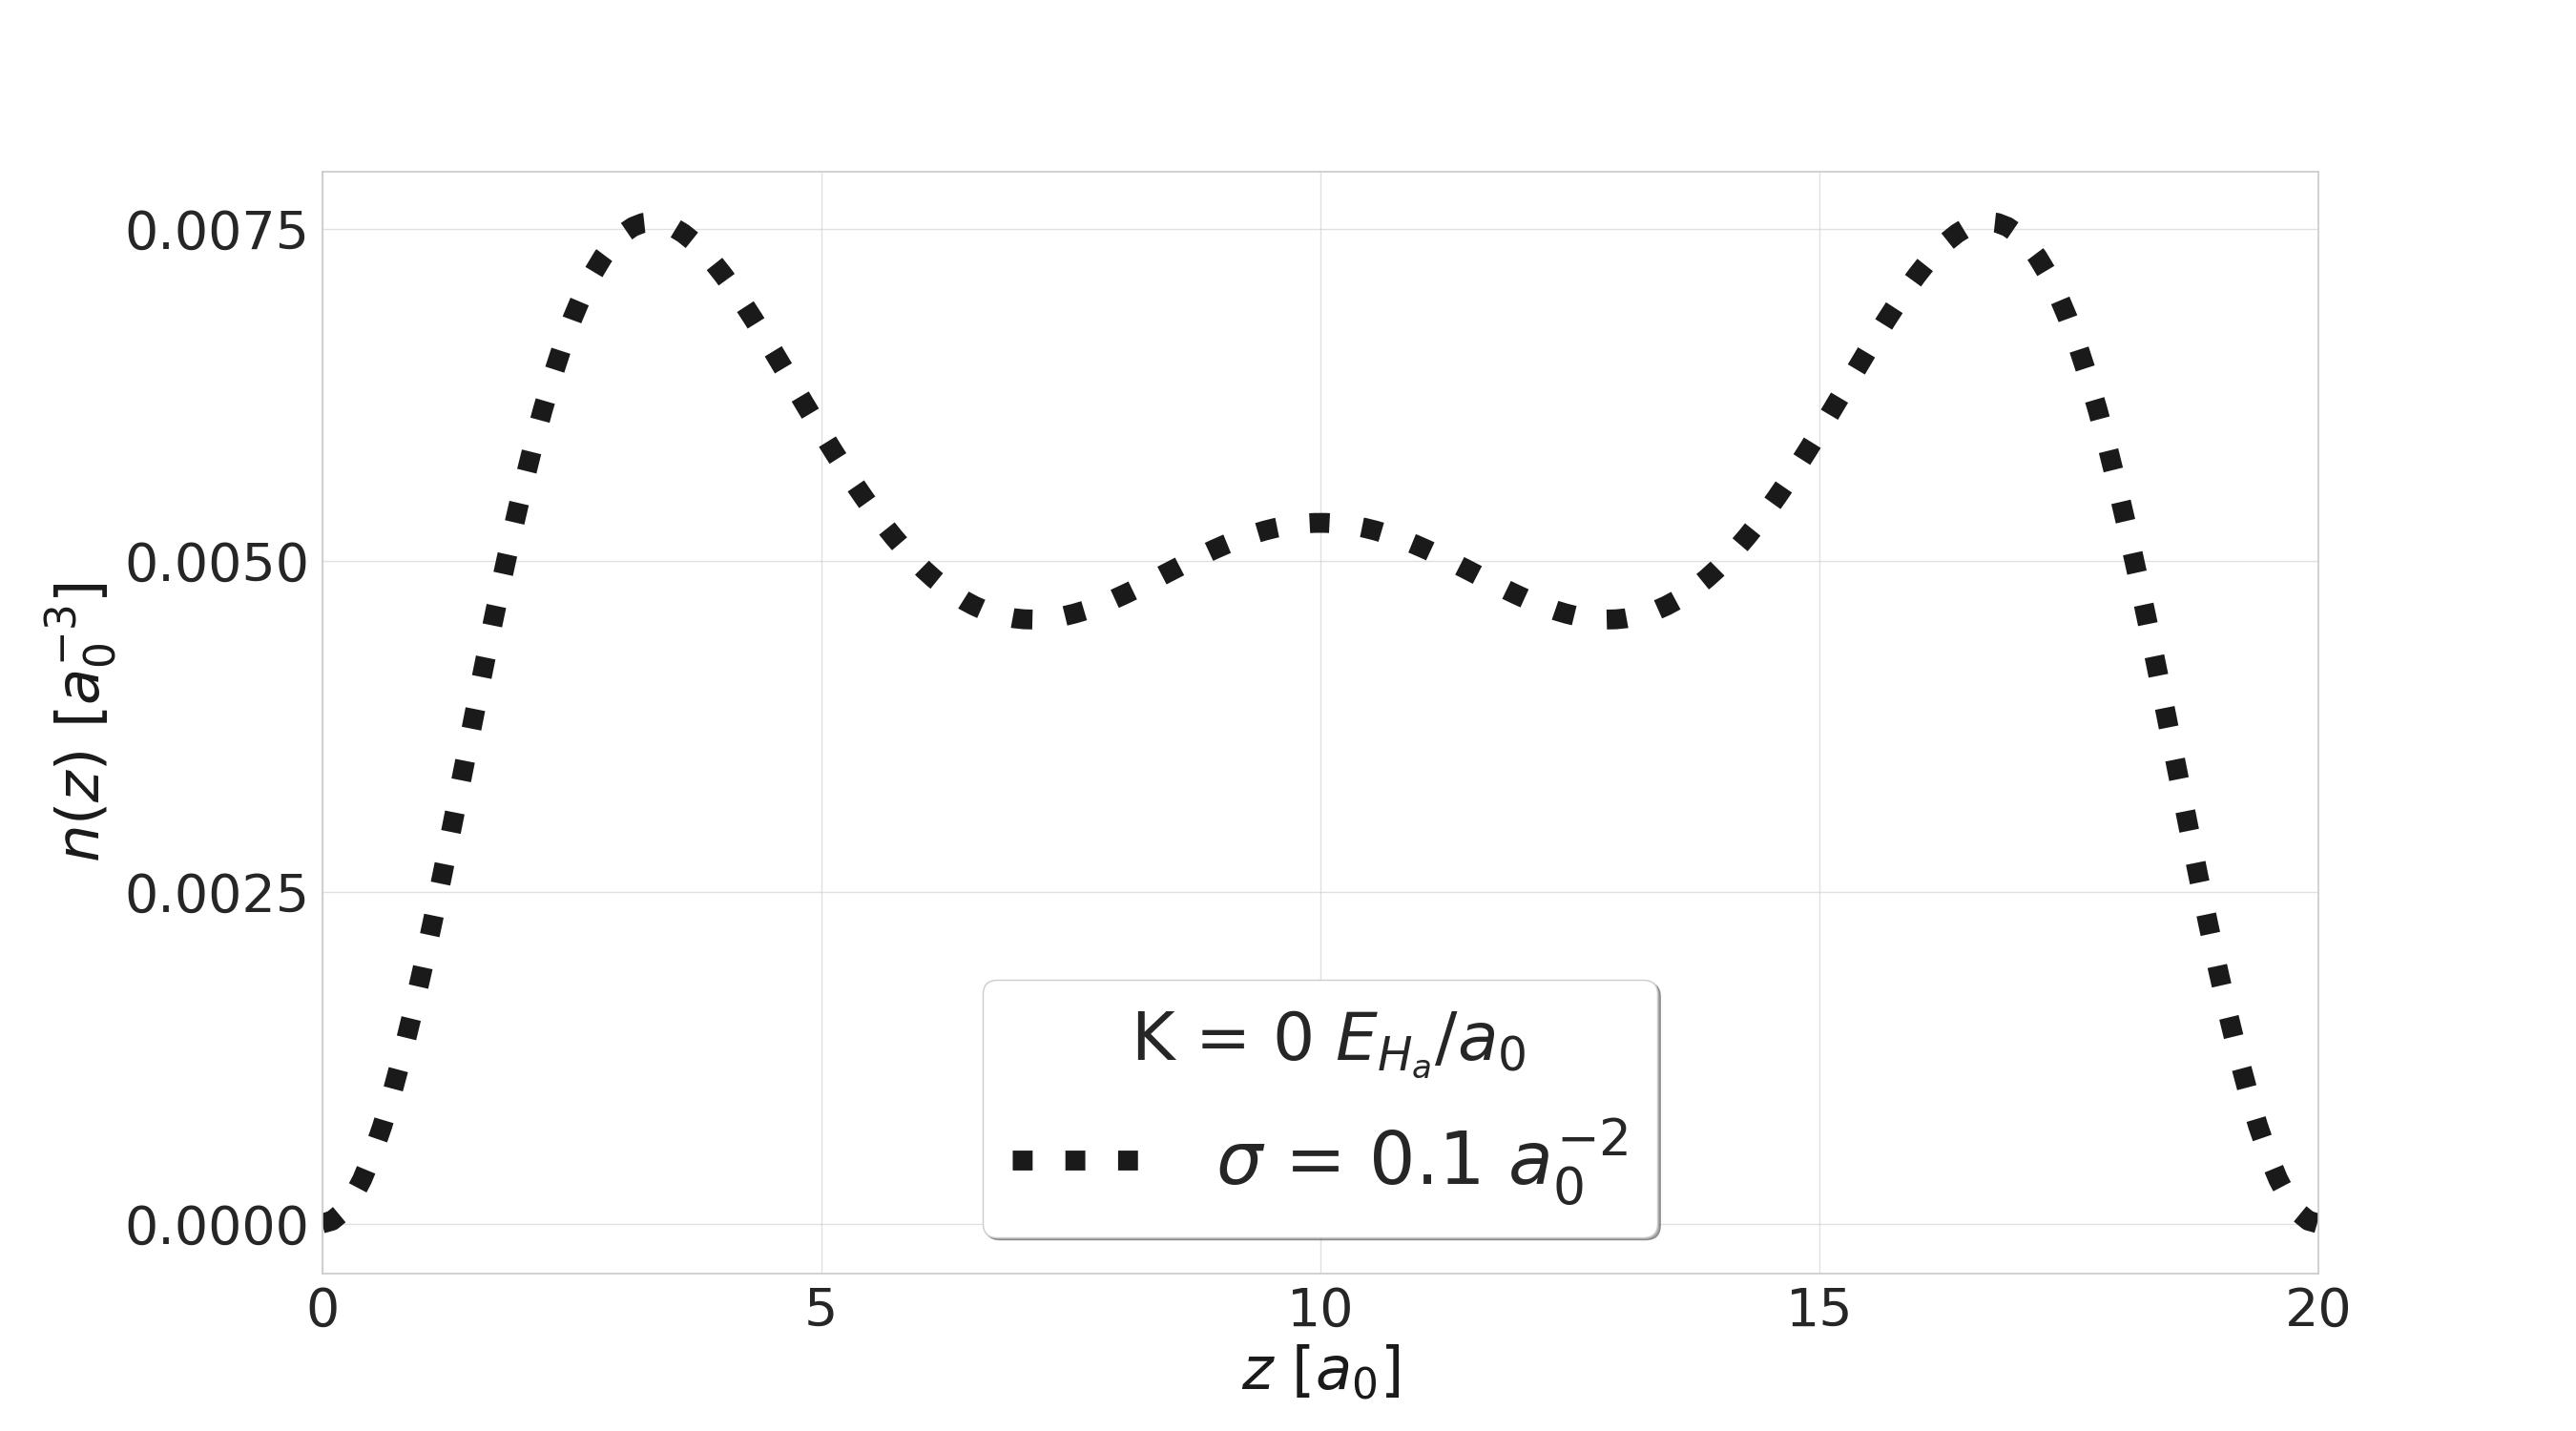 0.0075
0.0050
0.0025
0.0000
n(z) [a₀⁻³]
K = 0 E_{H_a}/a₀
σ = 0.1 a₀⁻²
0 5 10 15 20
z [a₀]